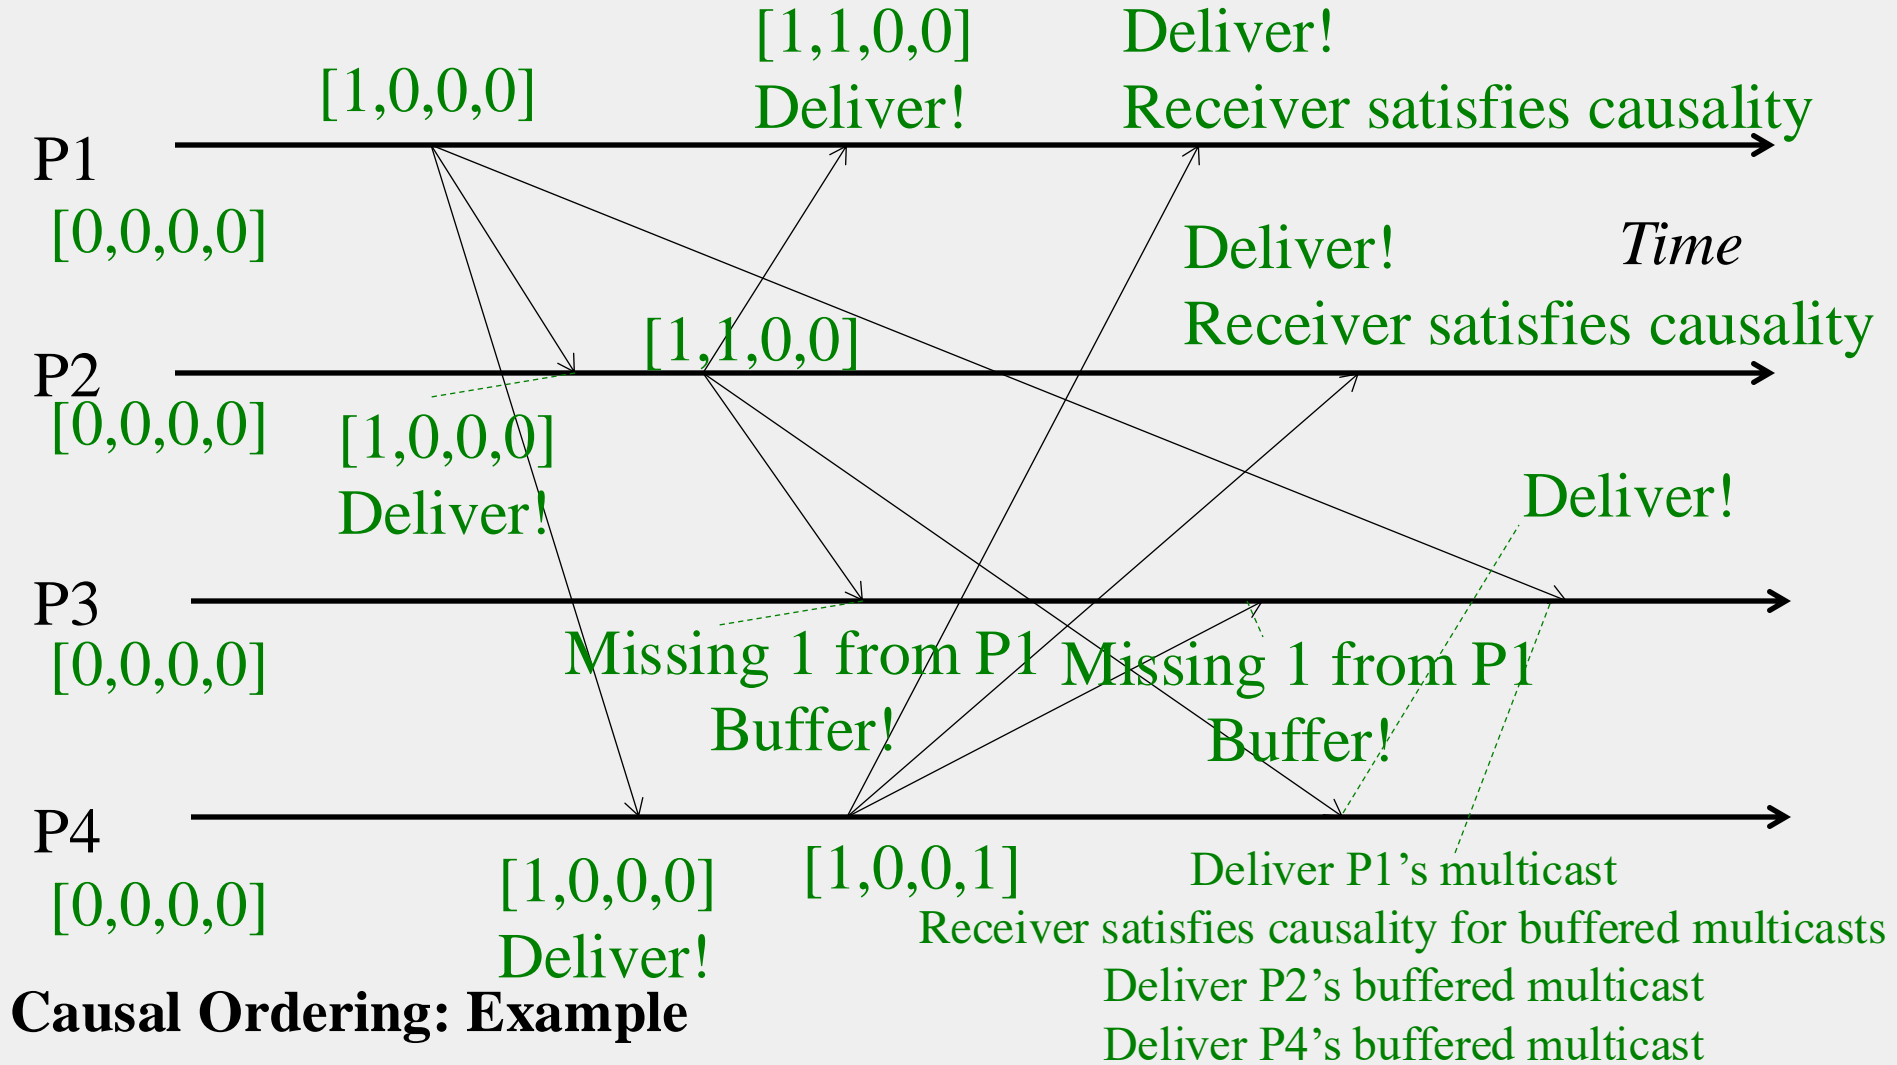 [1,1,0,0]
Deliver!
Deliver!
Receiver satisfies causality
[1,0,0,0]
P1
[0,0,0,0]
Time
Deliver!
Receiver satisfies causality
[1,1,0,0]
P2
[0,0,0,0]
[1,0,0,0]
Deliver!
Deliver!
P3
[0,0,0,0]
Missing 1 from P1
Buffer!
Missing 1 from P1
Buffer!
P4
[0,0,0,0]
[1,0,0,0]
Deliver!
[1,0,0,1]
Deliver P1’s multicast
Receiver satisfies causality for buffered multicasts
Deliver P2’s buffered multicast
Deliver P4’s buffered multicast
Causal Ordering: Example